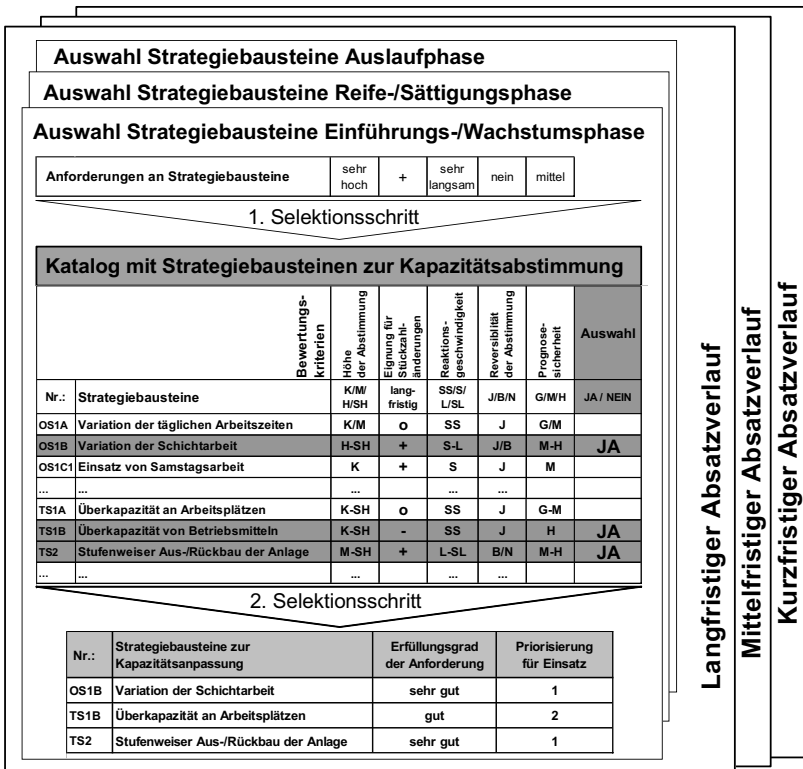 Auswahl Strategiebausteine Auslaufphase
Auswahl Strategiebausteine Reife-/Sättigungsphase
Auswahl Strategiebausteine Einführungs-/Wachstumsphase
Anforderungen an Strategiebausteine sehr hoch + sehr langsam nein mittel
1. Selektionsschritt
Katalog mit Strategiebausteinen zur Kapazitätsabstimmung
Bewertungs-
kriterien
Höhe
der Abstimmung
Eignung für
Stückzahl-
änderungen
Reaktions-
geschwindigkeit
Reversiblität
der Abstimmung
Prognose-
sicherheit
Auswahl
Nr.: Strategiebausteine K/M/ H/SH lang- fristig SS/S/ L/SL J/B/N G/M/H JA / NEIN
OS1A Variation der täglichen Arbeitszeiten K/M o SS J G/M
OS1B Variation der Schichtarbeit H-SH + S-L J/B M-H JA
OS1C1 Einsatz von Samstagsarbeit K + S J M
... ... ... ... ...
TS1A Überkapazität an Arbeitsplätzen K-SH o SS J G-M
TS1B Überkapazität von Betriebsmitteln K-SH - SS J H JA
TS2 Stufenweiser Aus-/Rückbau der Anlage M-SH + L-SL B/N M-H JA
... ... ... ... ...
2. Selektionsschritt
Nr.: Strategiebausteine zur Kapazitätsanpassung Erfüllungsgrad der Anforderung Priorisierung für Einsatz
OS1B Variation der Schichtarbeit sehr gut 1
TS1B Überkapazität an Arbeitsplätzen gut 2
TS2 Stufenweiser Aus-/Rückbau der Anlage sehr gut 1
Langfristiger Absatzverlauf
Mittelfristiger Absatzverlauf
Kurzfristiger Absatzverlauf